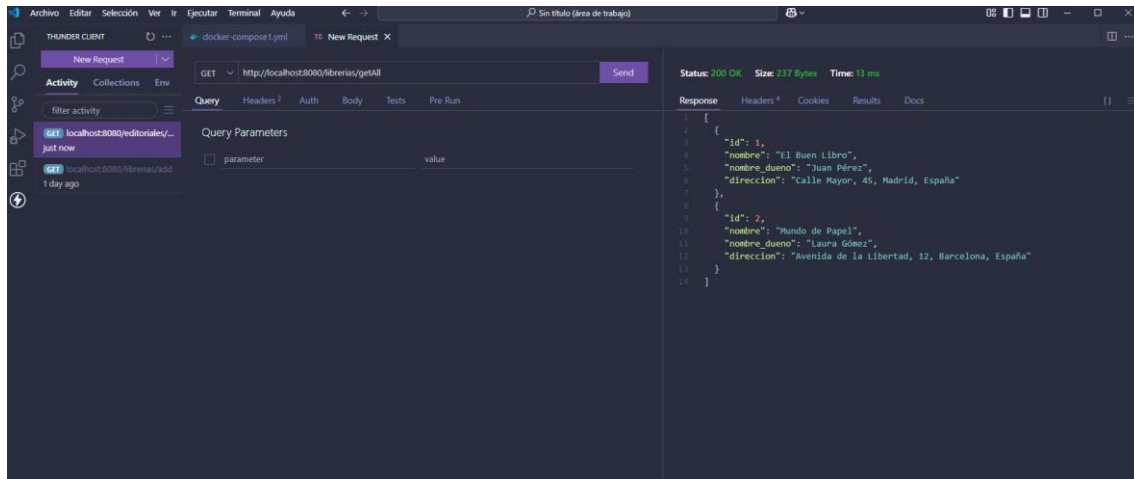 Archivo Editar Selección Ver Ir Ejecutar Terminal Ayuda
Sin título (área de trabajo)
THUNDER CLIENT
docker-compose1.yml
TC New Request
New Request
Activity Collections Env
filter activity
GET localhost:8080/editoriales/...
just now
GET localhost:8080/librerias/add
1 day ago
GET http://localhost:8080/librerias/getAll Send
Query Headers 2 Auth Body Tests Pre Run
Query Parameters
parameter value
Status: 200 OK Size: 237 Bytes Time: 13 ms
Response Headers 4 Cookies Results Docs {}
1 [
2 {
3 "id": 1,
4 "nombre": "El Buen Libro",
5 "nombre_dueno": "Juan Pérez",
6 "direccion": "Calle Mayor, 45, Madrid, España"
7 },
8 {
9 "id": 2,
10 "nombre": "Mundo de Papel",
11 "nombre_dueno": "Laura Gómez",
12 "direccion": "Avenida de la Libertad, 12, Barcelona, España"
13 }
14 ]